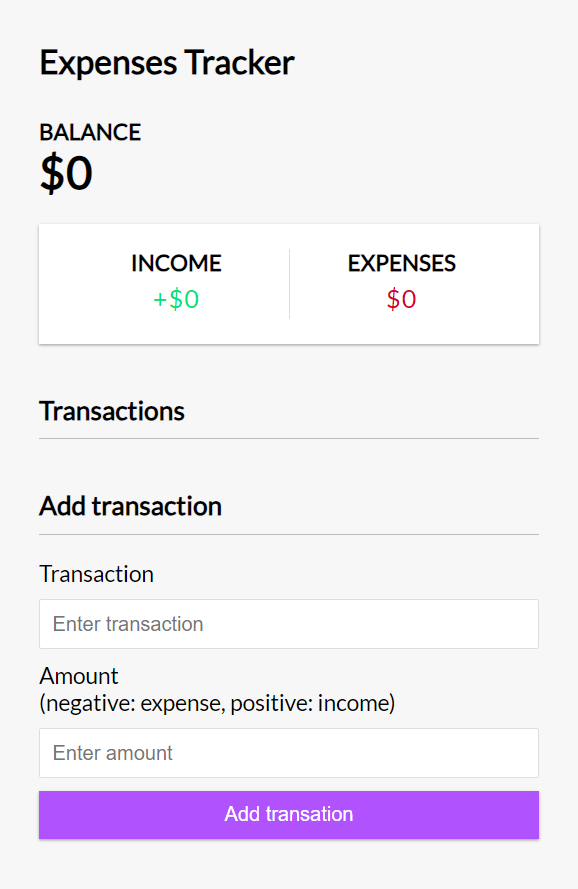 Expenses Tracker
BALANCE
$0
INCOME
EXPENSES
+$0
$0
Transactions
Add transaction
Transaction
Enter transaction
Amount
(negative: expense, positive: income)
Enter amount
Add transation